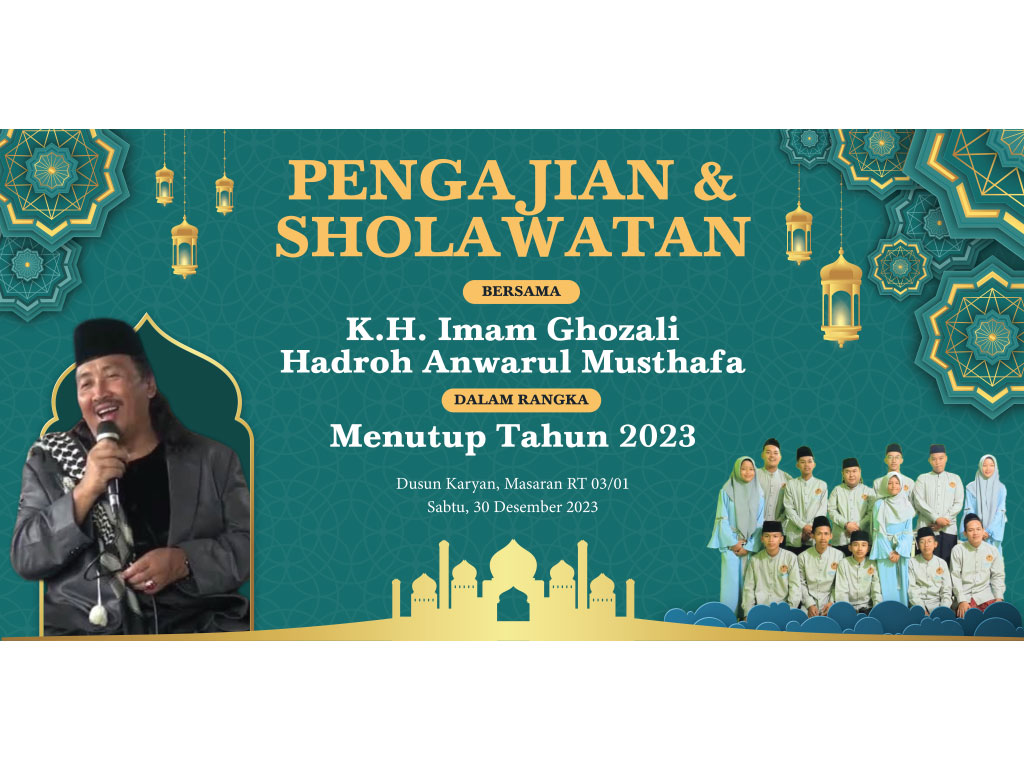 PENGAJIAN &
SHOLAWATAN
BERSAMA
K.H. Imam Ghozali
Hadroh Anwarul Musthafa
DALAM RANGKA
Menutup Tahun 2023
Dusun Karyan, Masaran RT 03/01
Sabtu, 30 Desember 2023